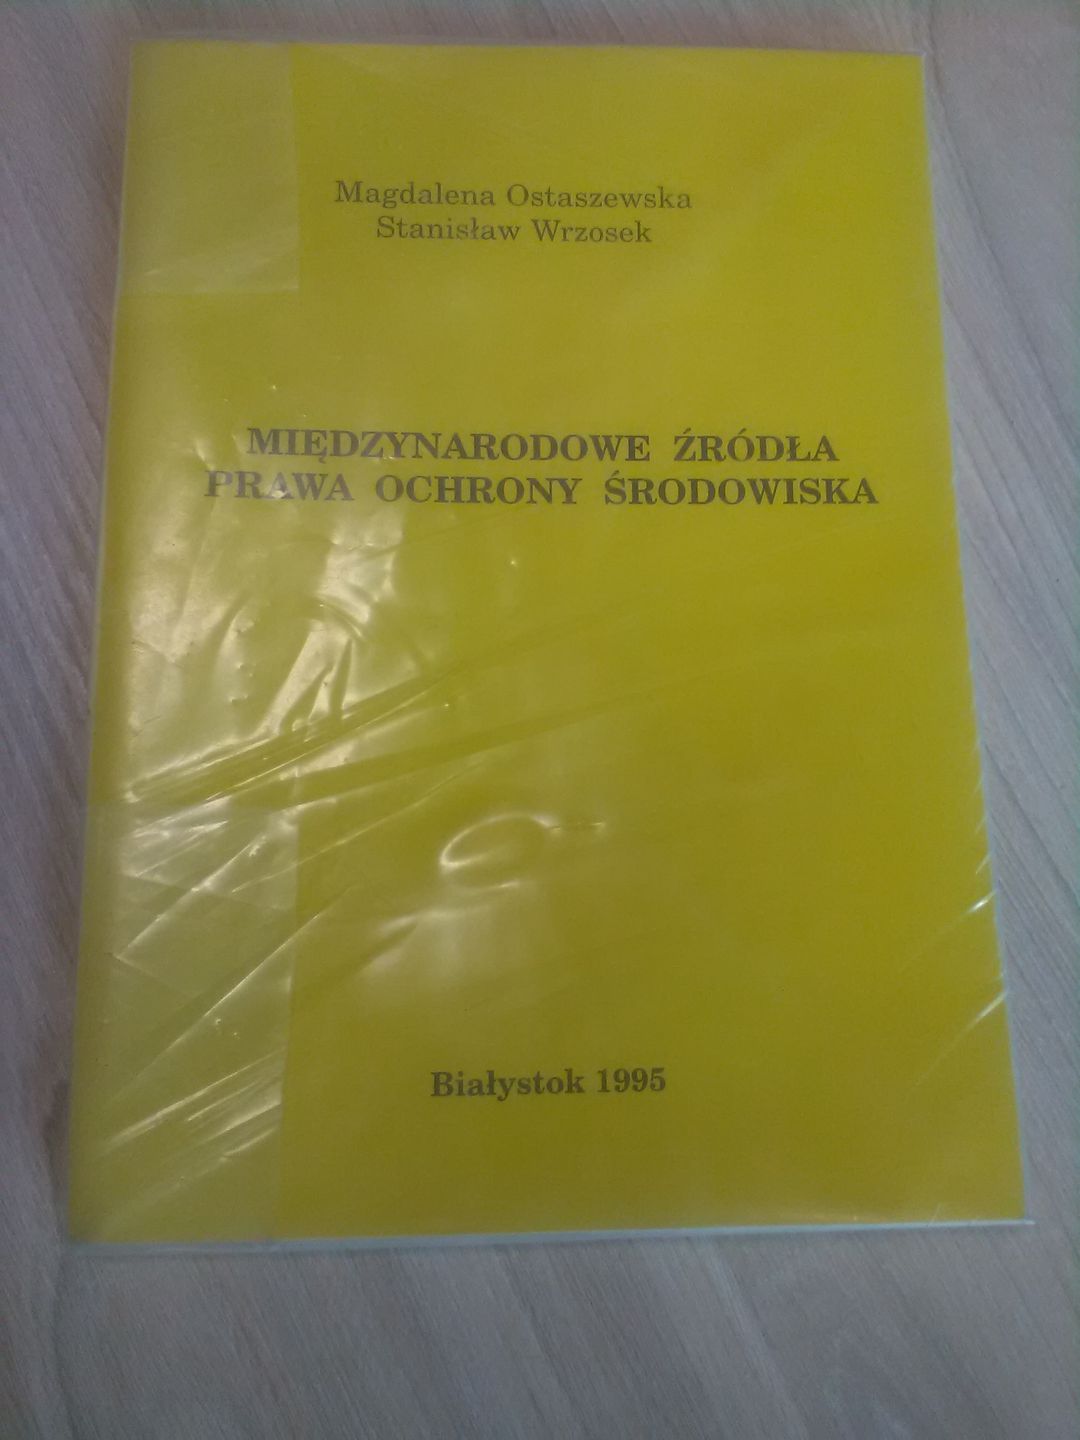 Magdalena Ostaszewska
Stanisław Wrzosek
MIĘDZYNARODOWE ŹRÓDŁA
PRAWA OCHRONY ŚRODOWISKA
Białystok 1995